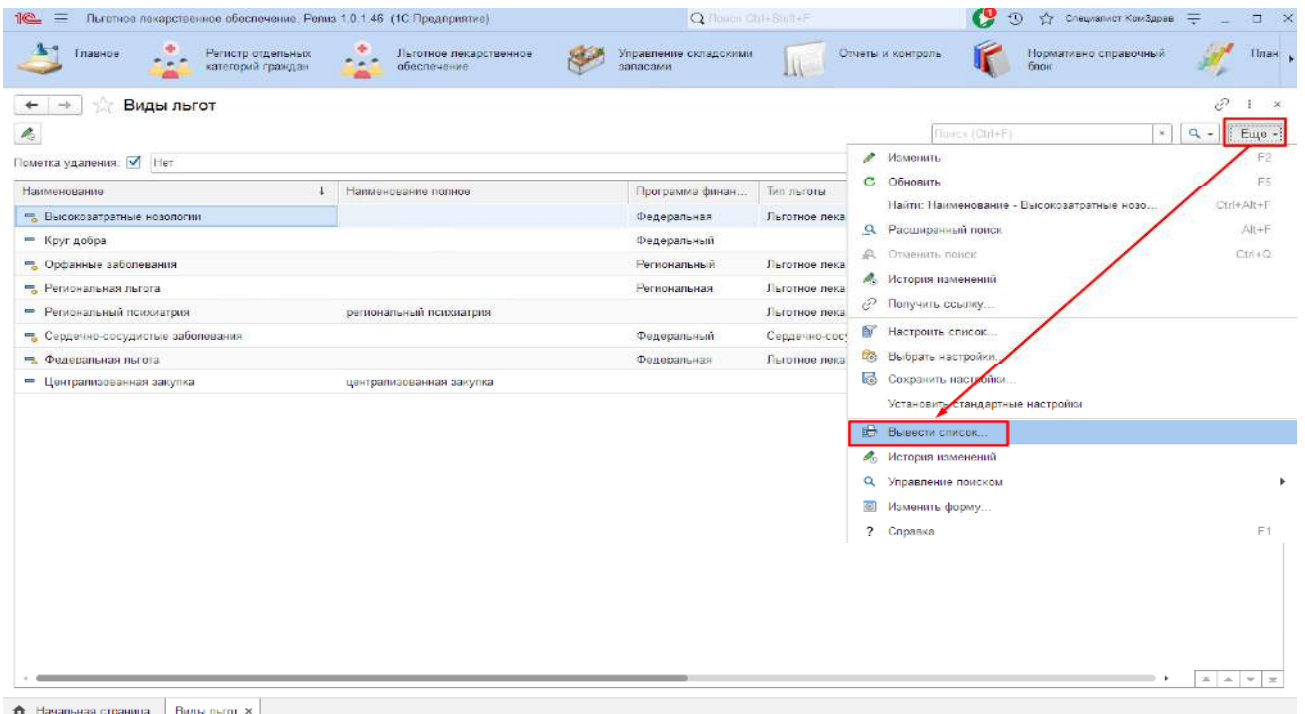 1С Льготное лекарственное обеспечение. Релиз 1.0.1.46 (1С:Предприятие) Поиск Ctrl+Shift+F 1 Специалист КомЗдрав
Главное Регистр отдельных категорий граждан Льготное лекарственное обеспечение Управление складскими запасами Отчеты и контроль Нормативно справочный блок План
Виды льгот
Поиск (Ctrl+F) × Еще
Пометка удаления: Нет
Наименование ↓ Наименование полное Программа финан... Тип льготы
Высокозатратные нозологии Федеральная Льготное лека
Круг добра Федеральный
Орфанные заболевания Региональный Льготное лека
Региональная льгота Региональная Льготное лека
Региональный психиатрия региональный психиатрия Льготное лека
Сердечно-сосудистые заболевания Федеральный Сердечно-сосу
Федеральная льгота Федеральная Льготное лека
Централизованная закупка централизованная закупка
Изменить F2
Обновить F5
Найти: Наименование - Высокозатратные нозо... Ctrl+Alt+F
Расширенный поиск Alt+F
Отменить поиск Ctrl+Q
История изменений
Получить ссылку...
Настроить список...
Выбрать настройки...
Сохранить настройки...
Установить стандартные настройки
Вывести список...
История изменений
Управление поиском
Изменить форму...
? Справка F1
Начальная страница Виды льгот ×